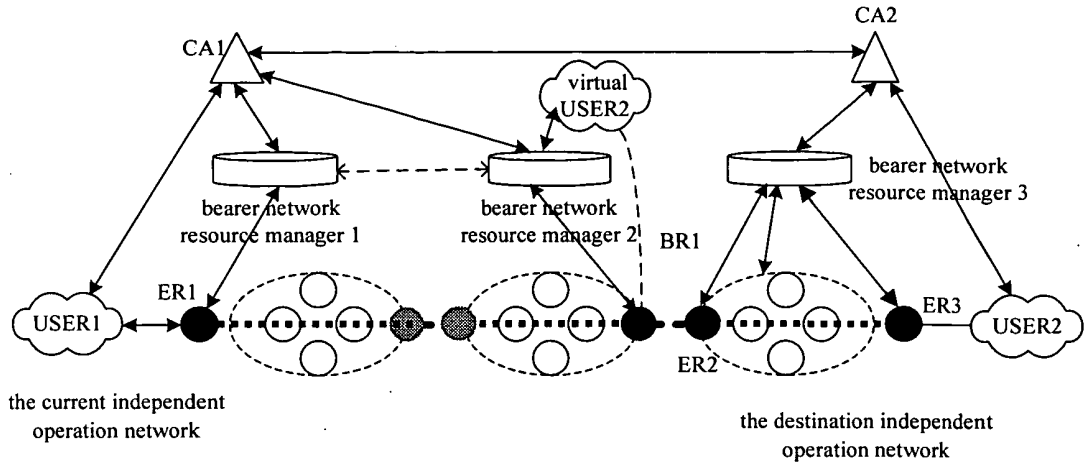 CA1
CA2
virtual
USER2
bearer network
resource manager 1
bearer network
resource manager 2
bearer network
resource manager 3
BR1
ER1
USER1
ER2
ER3
USER2
the current independent
operation network
the destination independent
operation network